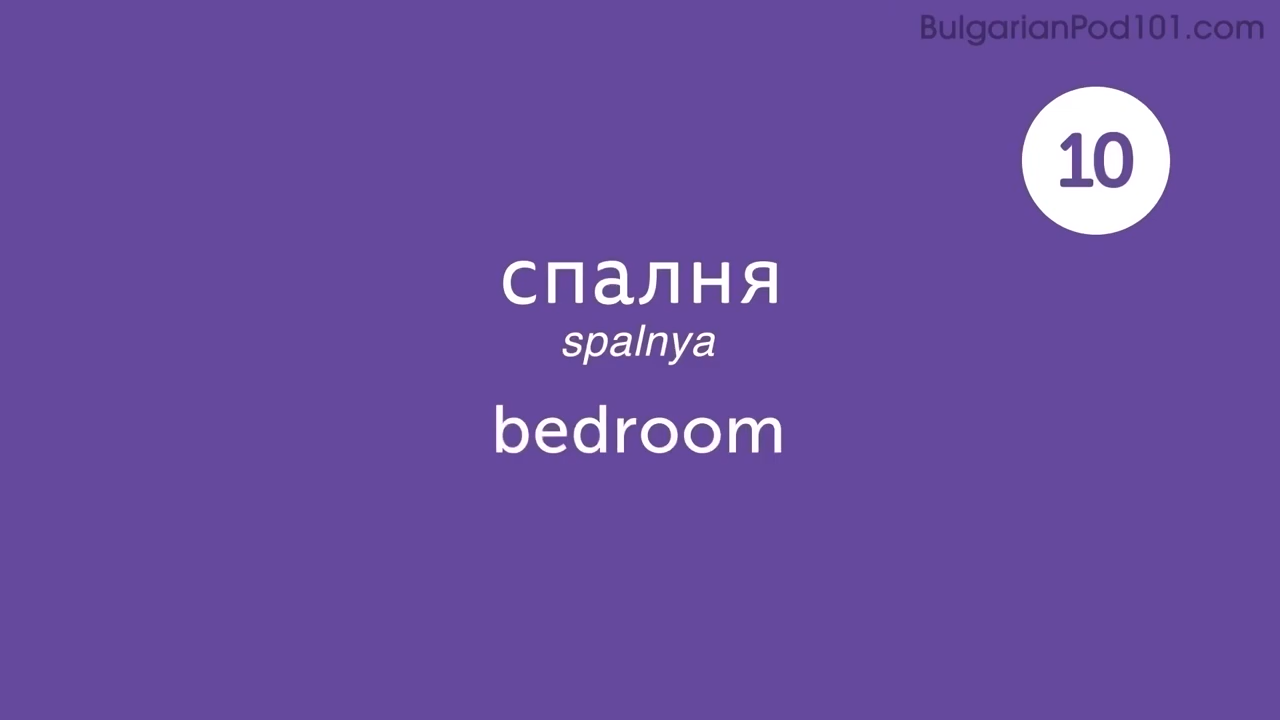 BulgarianPod101.com
10
спалня
spalnya
bedroom